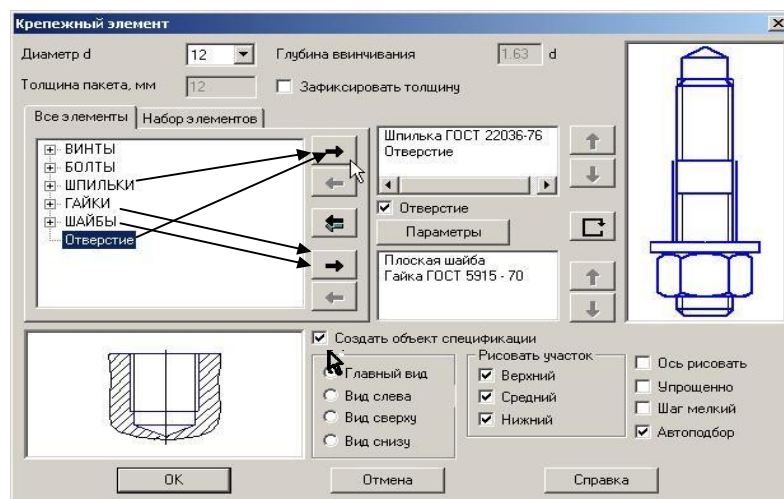 Крепежный элемент
Диаметр d 12 Глубина ввинчивания 1.63 d
Толщина пакета, мм 12 Зафиксировать толщину
Все элементы Набор элементов
ВИНТЫ
БОЛТЫ
ШПИЛЬКИ
ГАЙКИ
ШАЙБЫ
Отверстие
Шпилька ГОСТ 22036-76
Отверстие
Отверстие
Параметры
Плоская шайба
Гайка ГОСТ 5915 - 70
Создать объект спецификации
Главный вид
Вид слева
Вид сверху
Вид снизу
Рисовать участок
Верхний
Средний
Нижний
Ось рисовать
Упрощенно
Шаг мелкий
Автоподбор
OK Отмена Справка